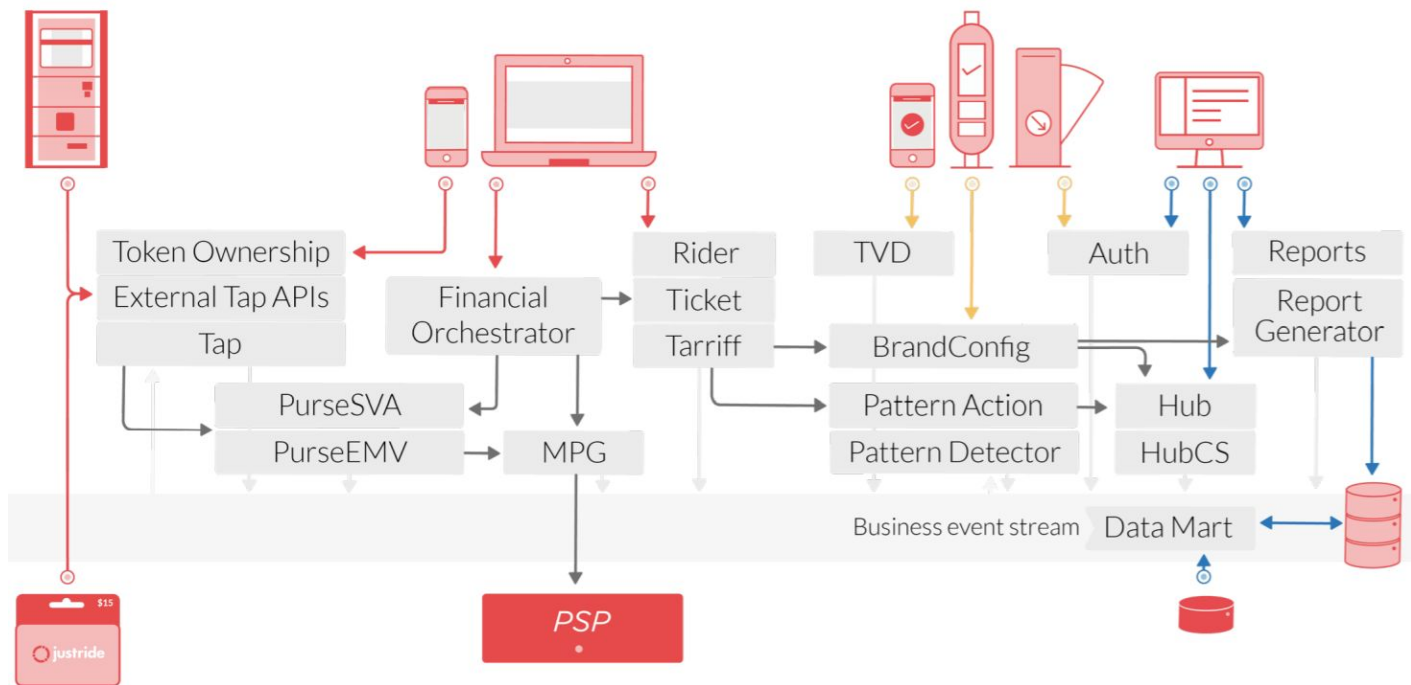 Token Ownership
External Tap APIs
Tap
Financial
Orchestrator
Rider
Ticket
Tarriff
TVD
Auth
Reports
Report
Generator
BrandConfig
PurseSVA
PurseEMV
MPG
Pattern Action
Pattern Detector
Hub
HubCS
Business event stream
Data Mart
$15
justride
PSP